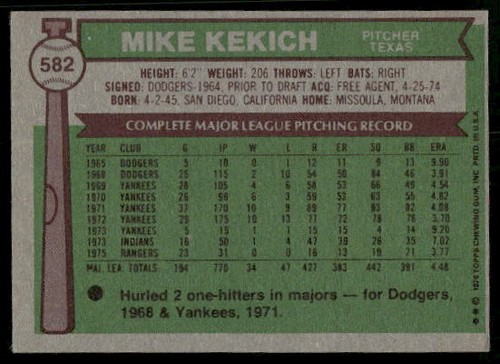 582
MIKE KEKICH
PITCHER
TEXAS
HEIGHT: 6'2" WEIGHT: 206 THROWS: LEFT BATS: RIGHT
SIGNED: DODGERS-1964, PRIOR TO DRAFT ACQ: FREE AGENT, 4-25-74
BORN: 4-2-45, SAN DIEGO, CALIFORNIA HOME: MISSOULA, MONTANA
COMPLETE MAJOR LEAGUE PITCHING RECORD
YEAR CLUB G IP W L R ER SO BB ERA
1965 DODGERS 5 10 0 1 12 11 9 13 9.90
1968 DODGERS 25 115 2 10 54 50 84 46 3.91
1969 YANKEES 28 105 4 6 58 53 66 49 4.54
1970 YANKEES 26 99 6 3 59 53 63 55 4.82
1971 YANKEES 37 170 10 9 89 77 93 82 4.08
1972 YANKEES 29 175 10 13 77 72 78 76 3.70
1973 YANKEES 5 15 1 1 15 15 4 14 9.20
1973 INDIANS 16 50 1 4 47 39 26 35 7.02
1975 RANGERS 23 31 0 0 16 13 19 21 3.77
MAJ. LEA. TOTALS 194 770 34 47 427 383 442 391 4.48
Hurled 2 one-hitters in majors — for Dodgers,
1968 & Yankees, 1971.
© 1976 TOPPS CHEWING GUM, INC. PRTD. IN U.S.A.